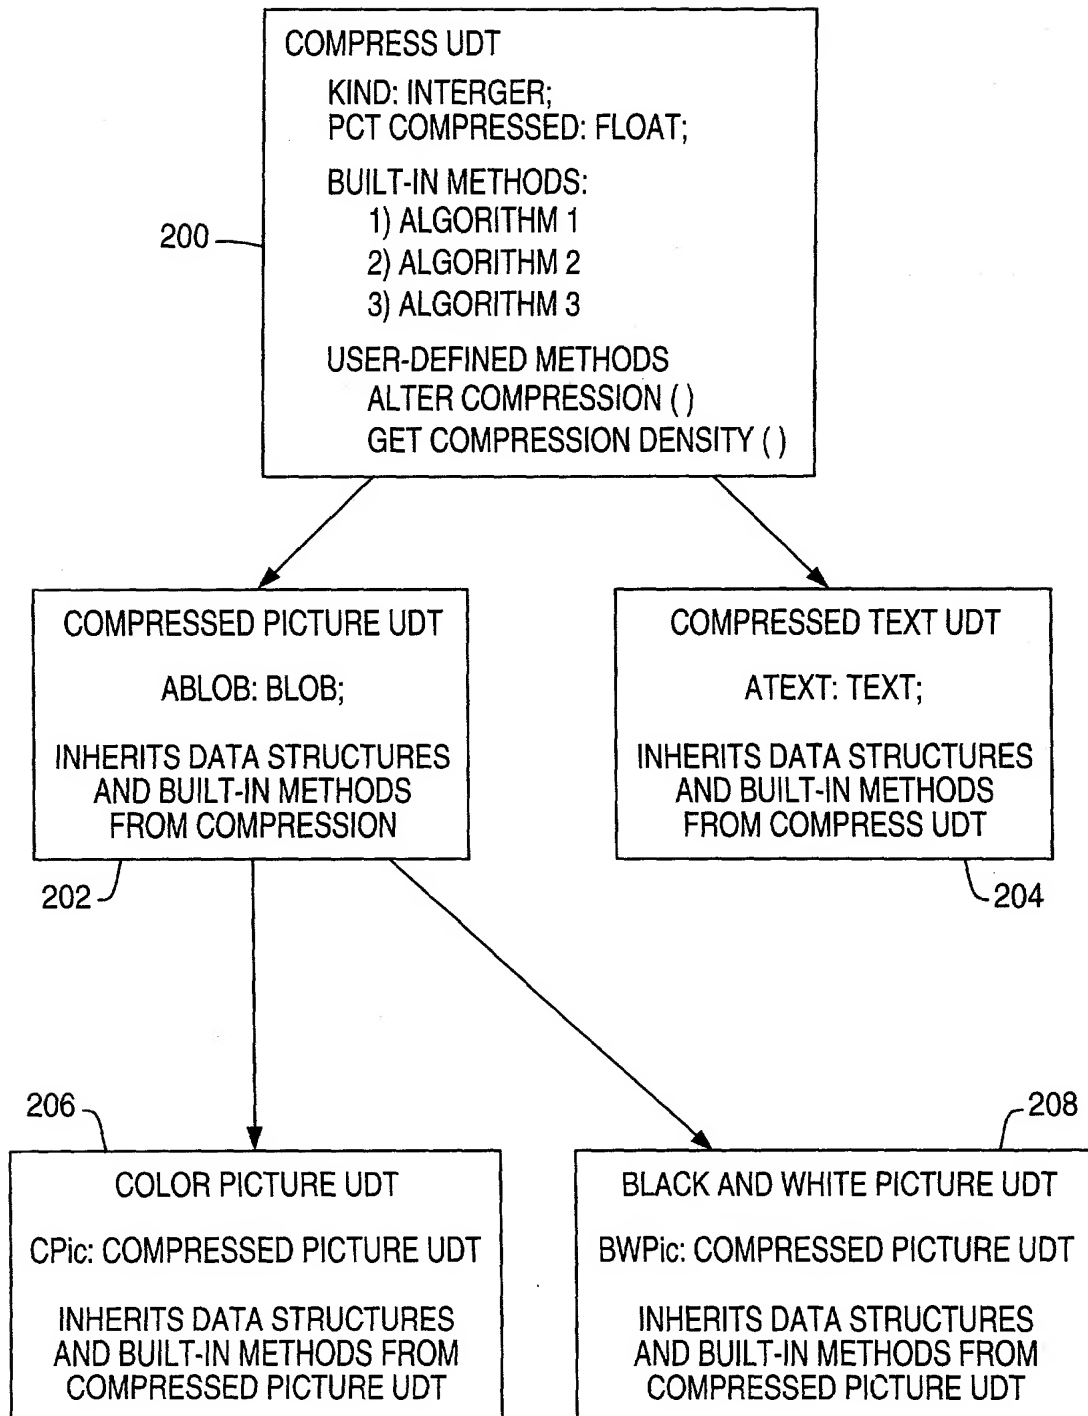 COMPRESS UDT
KIND: INTERGER;
PCT COMPRESSED: FLOAT;
BUILT-IN METHODS:
1) ALGORITHM 1
2) ALGORITHM 2
3) ALGORITHM 3
USER-DEFINED METHODS
ALTER COMPRESSION ( )
GET COMPRESSION DENSITY ( )
200
COMPRESSED PICTURE UDT
ABLOB: BLOB;
INHERITS DATA STRUCTURES
AND BUILT-IN METHODS
FROM COMPRESSION
202
COMPRESSED TEXT UDT
ATEXT: TEXT;
INHERITS DATA STRUCTURES
AND BUILT-IN METHODS
FROM COMPRESS UDT
204
206
COLOR PICTURE UDT
CPic: COMPRESSED PICTURE UDT
INHERITS DATA STRUCTURES
AND BUILT-IN METHODS FROM
COMPRESSED PICTURE UDT
208
BLACK AND WHITE PICTURE UDT
BWPic: COMPRESSED PICTURE UDT
INHERITS DATA STRUCTURES
AND BUILT-IN METHODS FROM
COMPRESSED PICTURE UDT